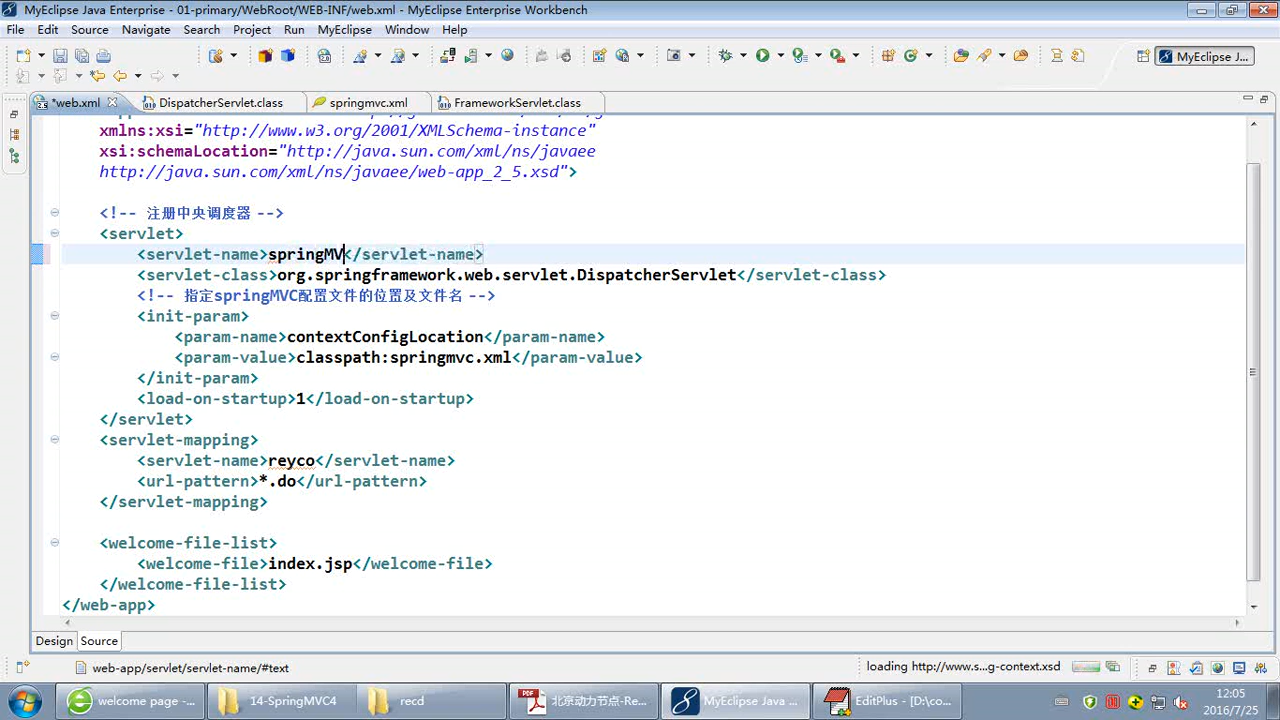 MyEclipse Java Enterprise - 01-primary/WebRoot/WEB-INF/web.xml - MyEclipse Enterprise Workbench
File Edit Source Navigate Search Project Run MyEclipse Window Help
MyEclipse J...
*web.xml DispatcherServlet.class springmvc.xml FrameworkServlet.class
xmlns:xsi="http://www.w3.org/2001/XMLSchema-instance"
xsi:schemaLocation="http://java.sun.com/xml/ns/javaee
http://java.sun.com/xml/ns/javaee/web-app_2_5.xsd">
<!-- 注册中央调度器 -->
<servlet>
<servlet-name>springMV</servlet-name>
<servlet-class>org.springframework.web.servlet.DispatcherServlet</servlet-class>
<!-- 指定springMVC配置文件的位置及文件名 -->
<init-param>
<param-name>contextConfigLocation</param-name>
<param-value>classpath:springmvc.xml</param-value>
</init-param>
<load-on-startup>1</load-on-startup>
</servlet>
<servlet-mapping>
<servlet-name>reyco</servlet-name>
<url-pattern>*.do</url-pattern>
</servlet-mapping>
<welcome-file-list>
<welcome-file>index.jsp</welcome-file>
</welcome-file-list>
</web-app>
Design Source
web-app/servlet/servlet-name/#text loading http://www.s...g-context.xsd
welcome page -... 14-SpringMVC4 recd 北京动力节点-Re... MyEclipse Java ... EditPlus - [D:\co...
12:05
2016/7/25